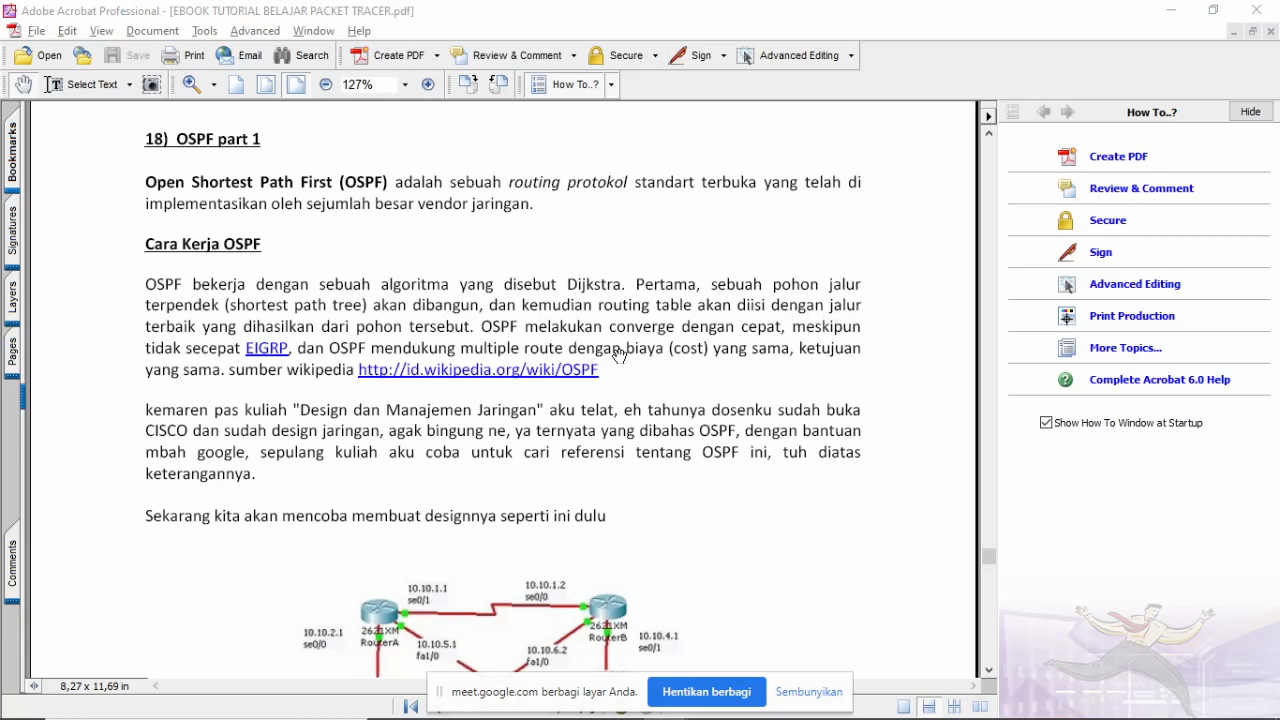 Adobe Acrobat Professional - [EBOOK TUTORIAL BELAJAR PACKET TRACER.pdf]
File Edit View Document Tools Advanced Window Help
Open Save Print Email Search Create PDF Review & Comment Secure Sign Advanced Editing
Select Text 127% How To..?
Bookmarks
Signatures
Layers
Pages
Comments
18) OSPF part 1
Open Shortest Path First (OSPF) adalah sebuah routing protokol standart terbuka yang telah di
implementasikan oleh sejumlah besar vendor jaringan.
Cara Kerja OSPF
OSPF bekerja dengan sebuah algoritma yang disebut Dijkstra. Pertama, sebuah pohon jalur
terpendek (shortest path tree) akan dibangun, dan kemudian routing table akan diisi dengan jalur
terbaik yang dihasilkan dari pohon tersebut. OSPF melakukan converge dengan cepat, meskipun
tidak secepat EIGRP, dan OSPF mendukung multiple route dengan biaya (cost) yang sama, ketujuan
yang sama. sumber wikipedia http://id.wikipedia.org/wiki/OSPF
kemaren pas kuliah "Design dan Manajemen Jaringan" aku telat, eh tahunya dosenku sudah buka
CISCO dan sudah design jaringan, agak bingung ne, ya ternyata yang dibahas OSPF, dengan bantuan
mbah google, sepulang kuliah aku coba untuk cari referensi tentang OSPF ini, tuh diatas
keterangannya.
Sekarang kita akan mencoba membuat designnya seperti ini dulu
10.10.1.1
se0/1
10.10.1.2
se0/0
2621XM
RouterA
2621XM
RouterB
10.10.2.1
se0/0
10.10.5.1
fa1/0
10.10.6.2
fa1/0
10.10.4.1
se0/1
How To..?
Hide
Create PDF
Review & Comment
Secure
Sign
Advanced Editing
Print Production
More Topics...
Complete Acrobat 6.0 Help
Show How To Window at Startup
8,27 x 11,69 in
meet.google.com berbagi layar Anda. Hentikan berbagi Sembunyikan